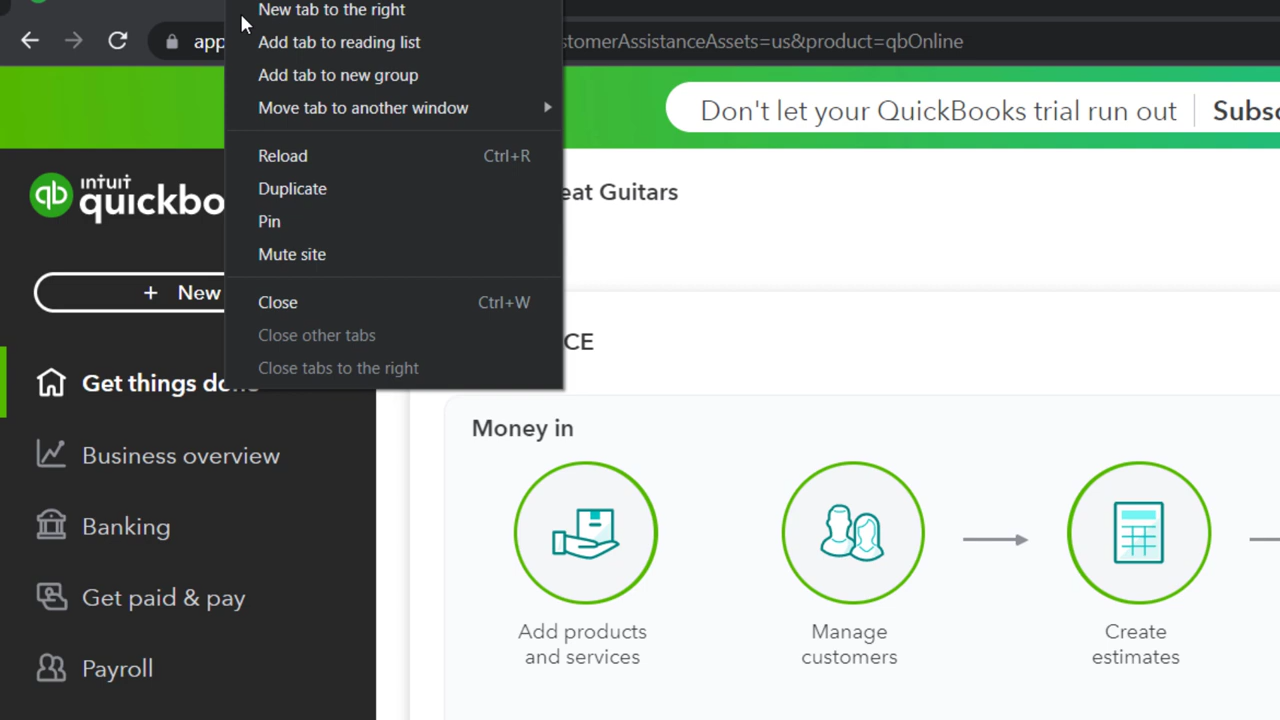 New tab to the right
Add tab to reading list
Add tab to new group
Move tab to another window
Reload Ctrl+R
Duplicate
Pin
Mute site
Close Ctrl+W
Close other tabs
Close tabs to the right
app
stomerAssistanceAssets=us&product=qbOnline
Don't let your QuickBooks trial run out
Subsc
qb
intuit
quickbo
eat Guitars
+ New
CE
Get things done
Business overview
Banking
Get paid & pay
Payroll
Money in
Add products
and services
Manage
customers
Create
estimates